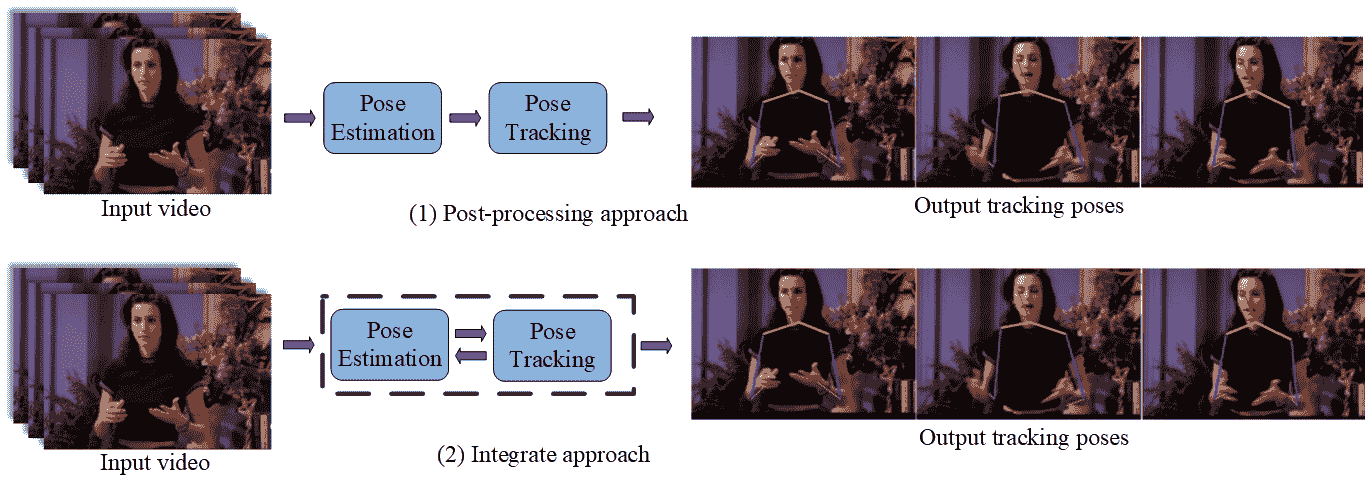 Pose
Estimation
Pose
Tracking
Input video
(1) Post-processing approach
Output tracking poses
Pose
Estimation
Pose
Tracking
Input video
(2) Integrate approach
Output tracking poses